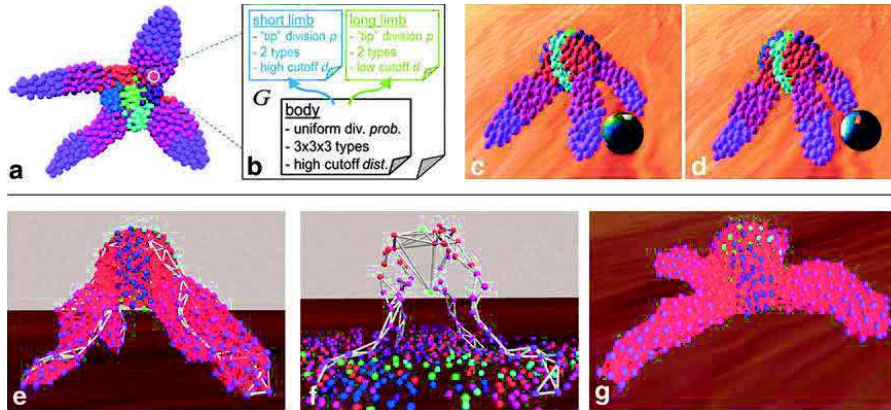 short limb
- “tip” division p
- 2 types
- high cutoff d
long limb
- “tip” division p
- 2 types
- low cutoff d
G
body
- uniform div. prob.
- 3x3x3 types
- high cutoff dist.
a
b
c
d
e
f
g